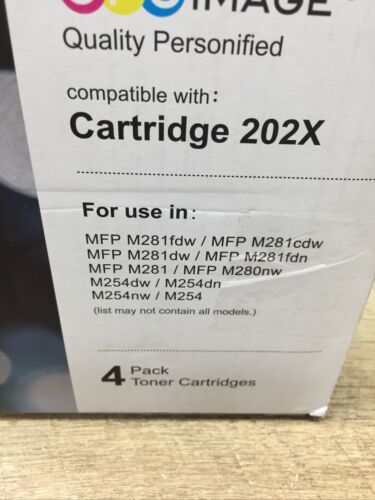 IMAGE
Quality Personified
compatible with:
Cartridge 202X
For use in:
MFP M281fdw / MFP M281cdw
MFP M281dw / MFP M281fdn
MFP M281 / MFP M280nw
M254dw / M254dn
M254nw / M254
(list may not contain all models.)
4 Pack
Toner Cartridges